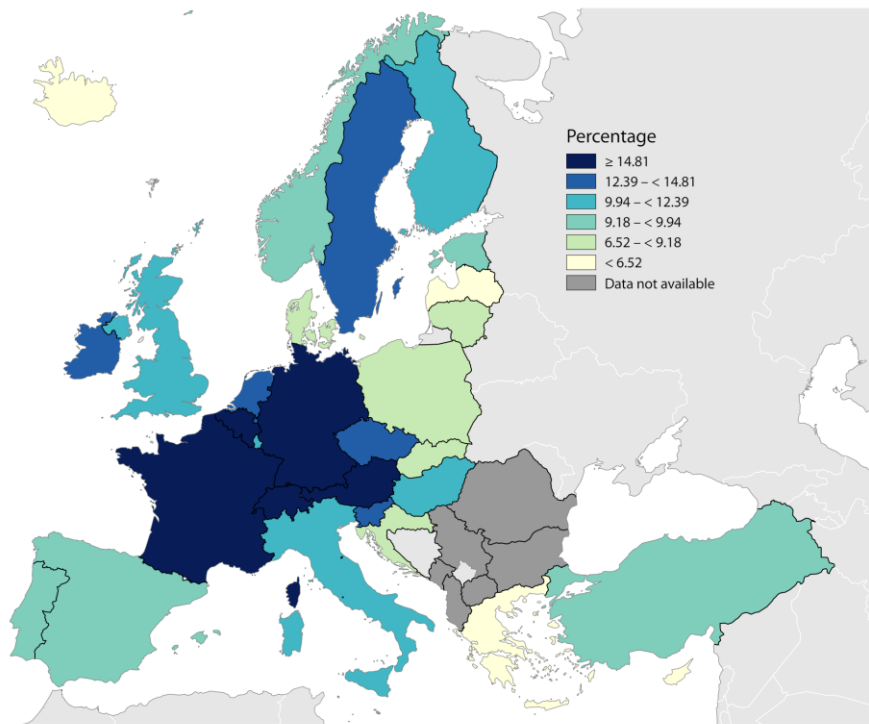 Percentage
≥ 14.81
12.39 – < 14.81
9.94 – < 12.39
9.18 – < 9.94
6.52 – < 9.18
< 6.52
Data not available